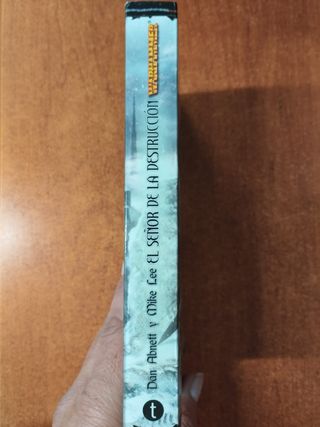 WARHAMMER
Dan Abnett y Mike Lee EL SEÑOR DE LA DESTRUCCIÓN
t